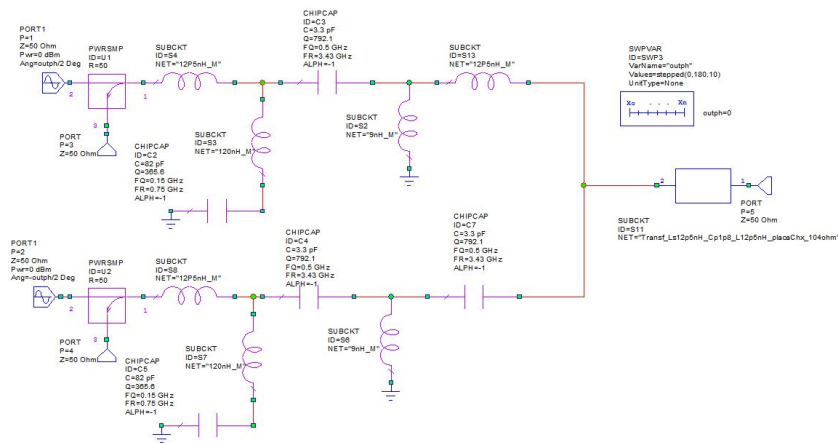 PORT1
P=1
Z=50 Ohm
Pwr=0 dBm
Ang=outph/2 Deg
PWRSMP
ID=U1
R=50
2
1
3
PORT
P=3
Z=50 Ohm
SUBCKT
ID=S4
NET="12P5nH_M"
CHIPCAP
ID=C3
C=3.3 pF
Q=792.1
FQ=0.5 GHz
FR=3.43 GHz
ALPH=-1
SUBCKT
ID=S13
NET="12P5nH_M"
SUBCKT
ID=S3
NET="120nH_M"
SUBCKT
ID=S2
NET="9nH_M"
CHIPCAP
ID=C2
C=82 pF
Q=365.6
FQ=0.15 GHz
FR=0.75 GHz
ALPH=-1
SWPVAR
ID=SWP3
VarName="outph"
Values=stepped(0,180,10)
UnitType=None
Xo . . . Xn
outph=0
2
1
PORT
P=5
Z=50 Ohm
SUBCKT
ID=S11
NET="Transf_Ls12p5nH_Cp1p8_L12p5nH_placaChx_104ohm"
PORT1
P=2
Z=50 Ohm
Pwr=0 dBm
Ang=-outph/2 Deg
PWRSMP
ID=U2
R=50
2
1
3
PORT
P=4
Z=50 Ohm
SUBCKT
ID=S8
NET="12P5nH_M"
CHIPCAP
ID=C4
C=3.3 pF
Q=792.1
FQ=0.5 GHz
FR=3.43 GHz
ALPH=-1
CHIPCAP
ID=C7
C=3.3 pF
Q=792.1
FQ=0.5 GHz
FR=3.43 GHz
ALPH=-1
SUBCKT
ID=S7
NET="120nH_M"
SUBCKT
ID=S6
NET="9nH_M"
CHIPCAP
ID=C5
C=82 pF
Q=365.6
FQ=0.15 GHz
FR=0.75 GHz
ALPH=-1